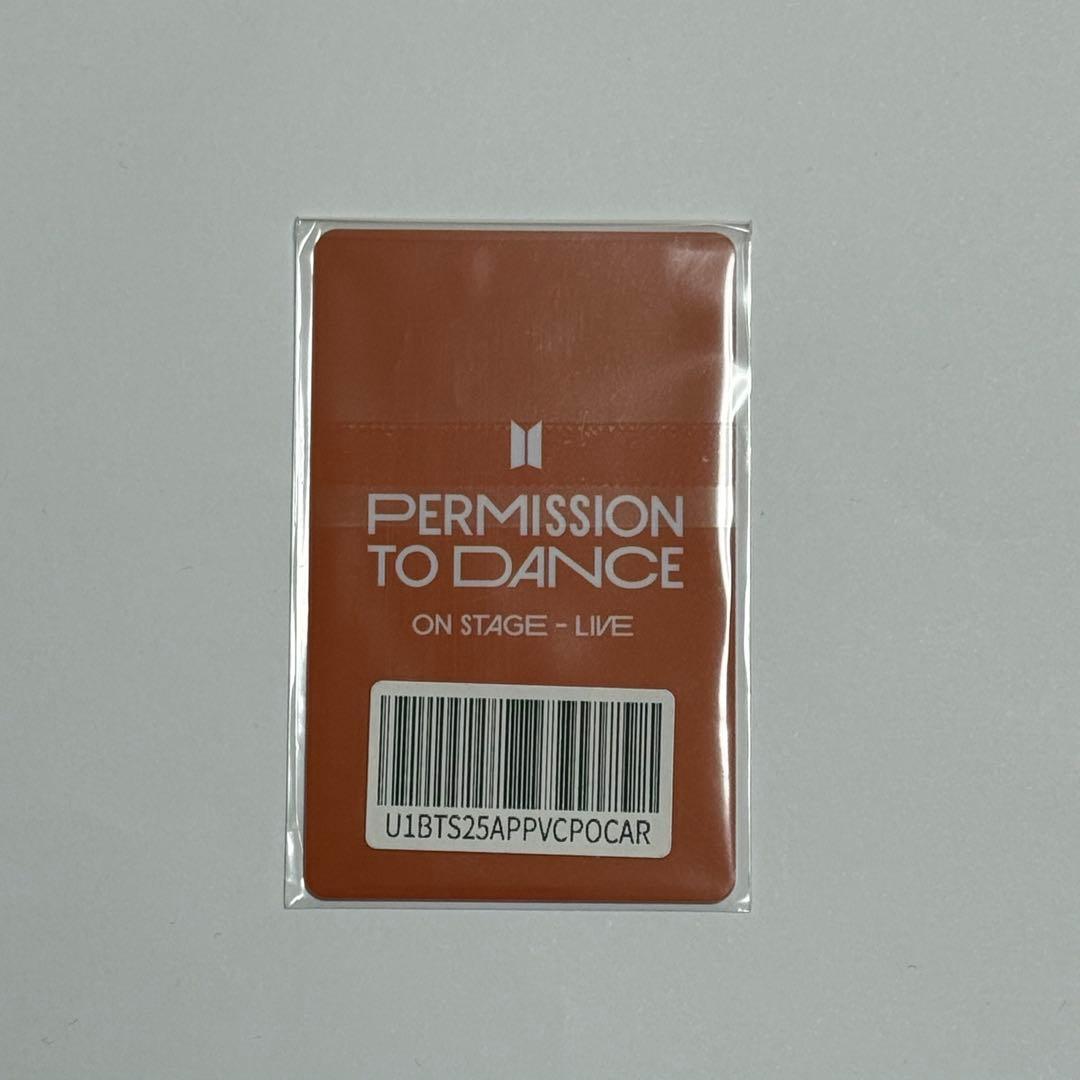 PERMISSION
TO DANCE
ON STAGE - LIVE
U1BTS25APPVCPOCAR